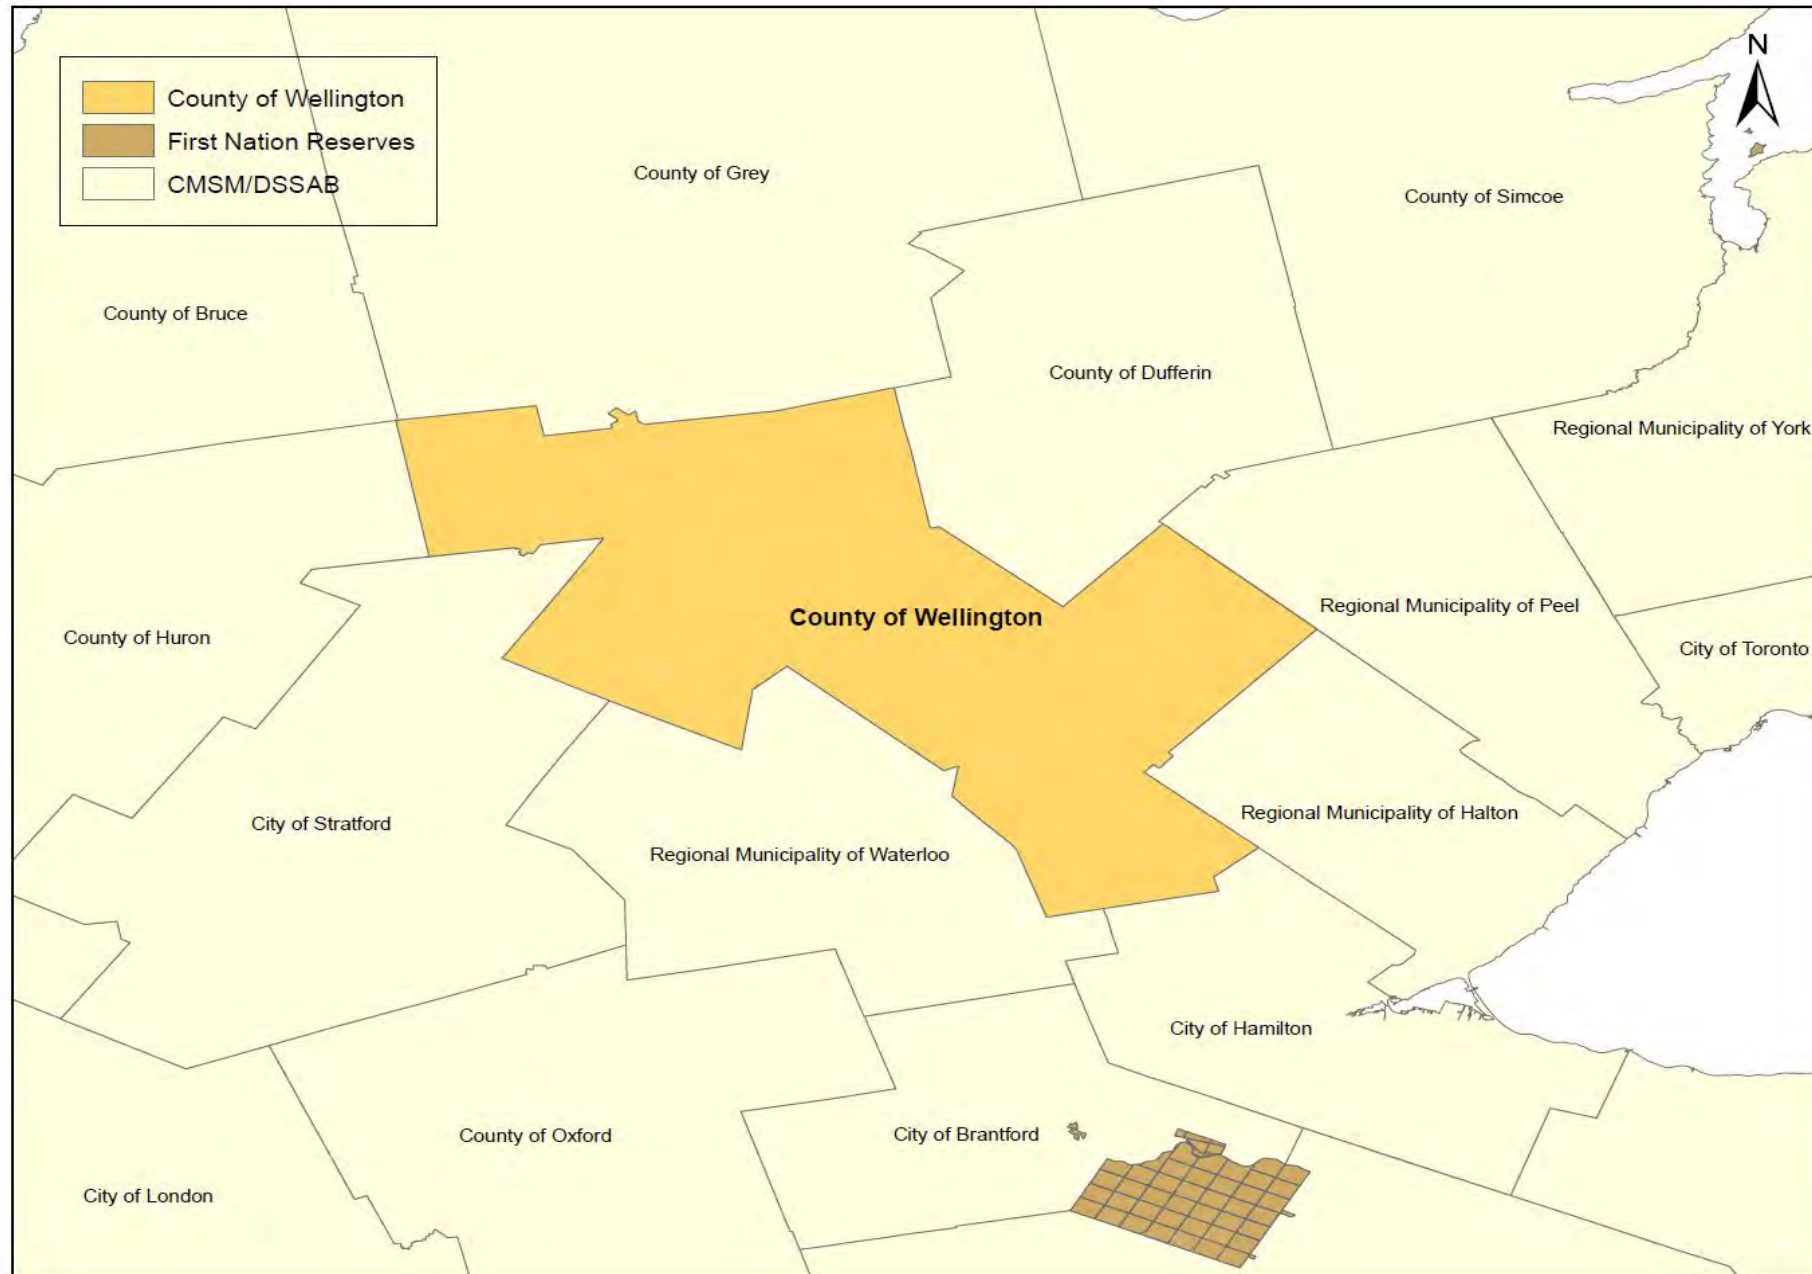 N
County of Wellington
First Nation Reserves
CMSM/DSSAB
County of Grey
County of Simcoe
County of Bruce
County of Dufferin
Regional Municipality of York
County of Wellington
Regional Municipality of Peel
County of Huron
City of Toronto
Regional Municipality of Halton
City of Stratford
Regional Municipality of Waterloo
City of Hamilton
County of Oxford
City of Brantford
City of London